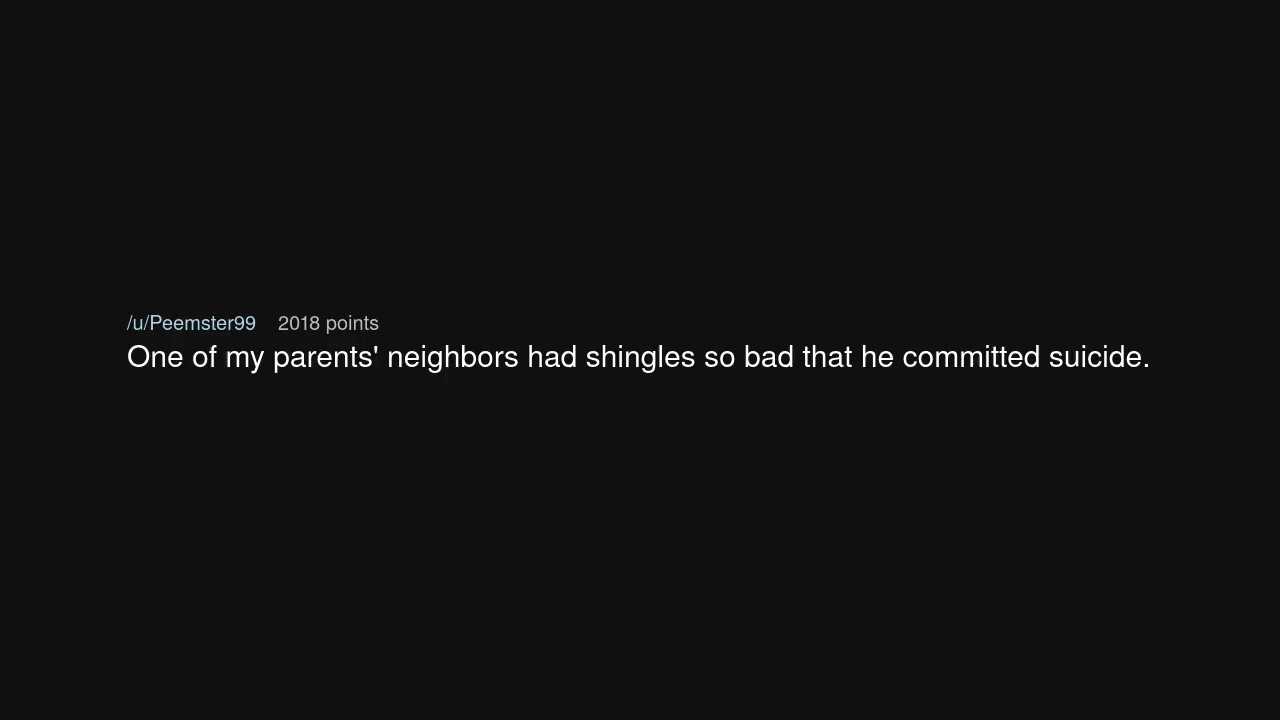 /u/Peemster99 2018 points
One of my parents' neighbors had shingles so bad that he committed suicide.